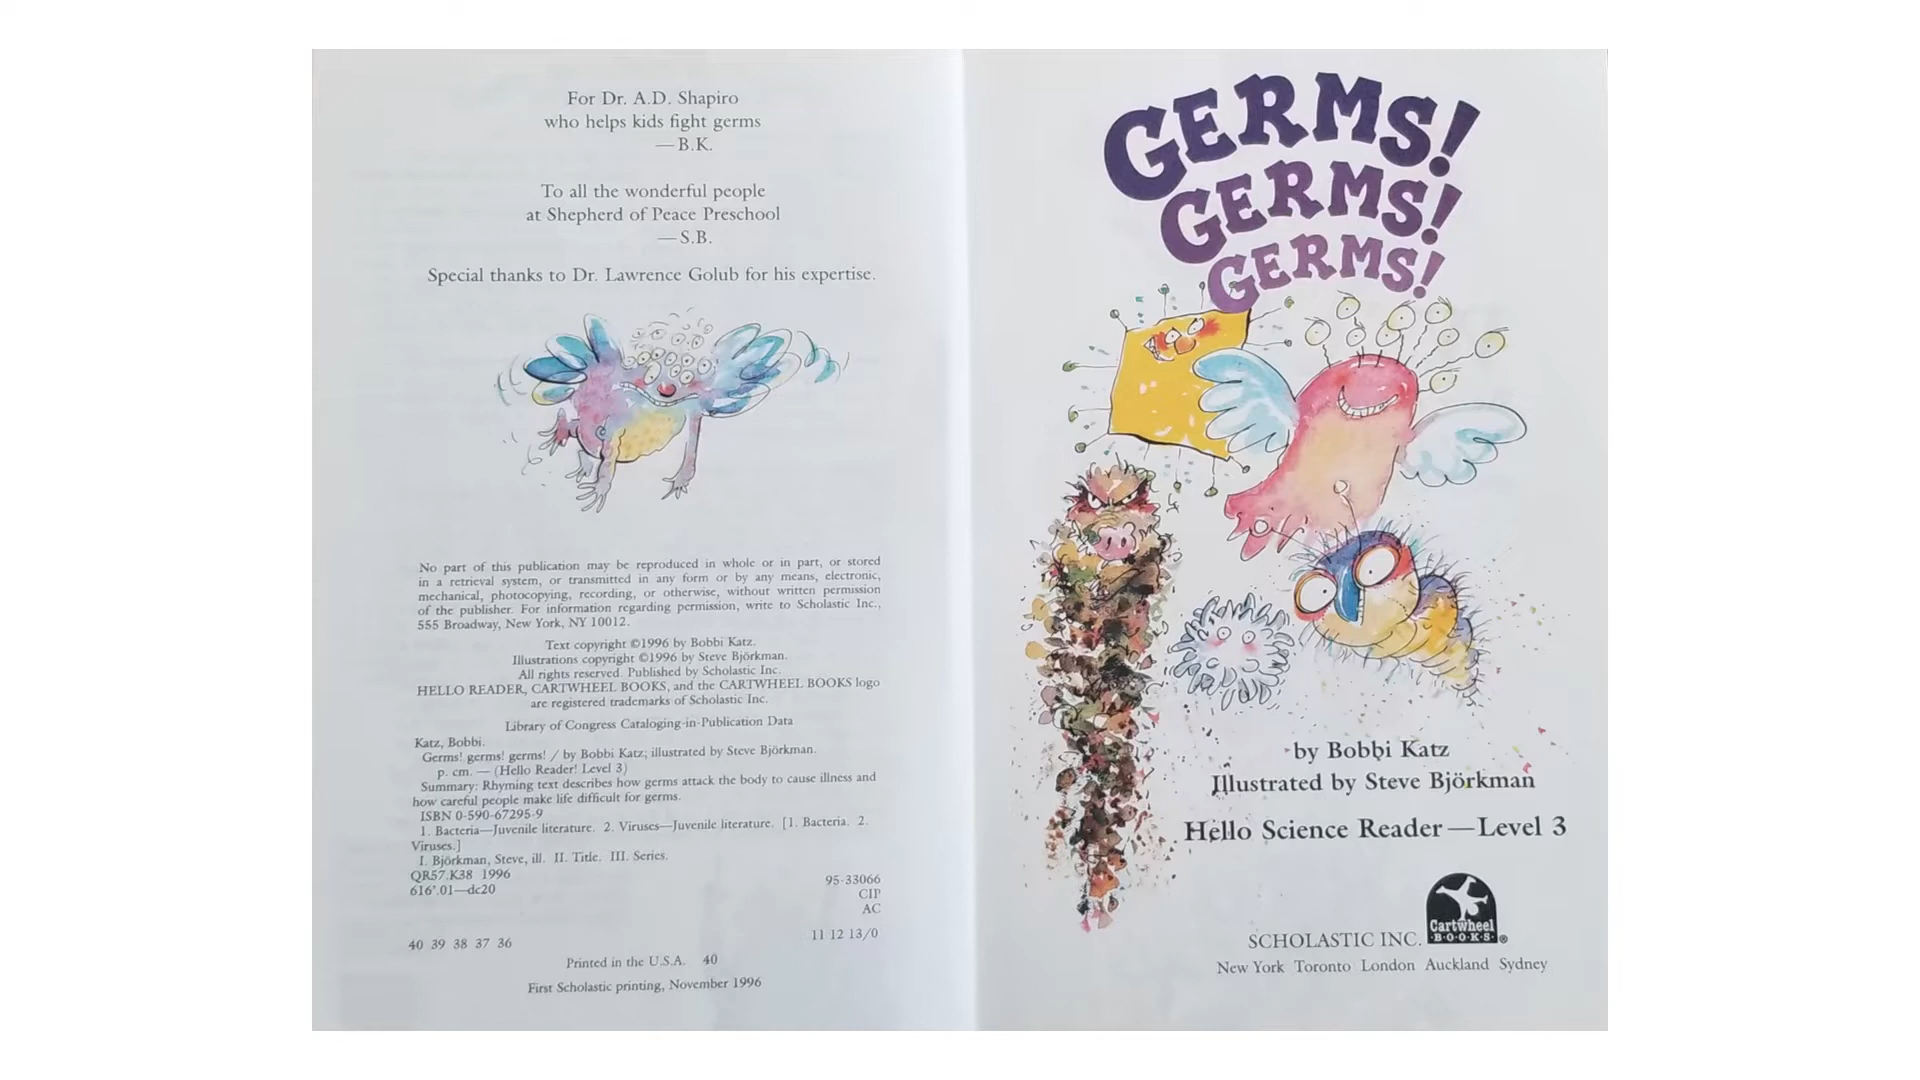 For Dr. A.D. Shapiro
who helps kids fight germs
—B.K.
To all the wonderful people
at Shepherd of Peace Preschool
—S.B.
Special thanks to Dr. Lawrence Golub for his expertise.
No part of this publication may be reproduced in whole or in part, or stored
in a retrieval system, or transmitted in any form or by any means, electronic,
mechanical, photocopying, recording, or otherwise, without written permission
of the publisher. For information regarding permission, write to Scholastic Inc.,
555 Broadway, New York, NY 10012.
Text copyright ©1996 by Bobbi Katz.
Illustrations copyright ©1996 by Steve Björkman.
All rights reserved. Published by Scholastic Inc.
HELLO READER, CARTWHEEL BOOKS, and the CARTWHEEL BOOKS logo
are registered trademarks of Scholastic Inc.
Library of Congress Cataloging-in-Publication Data
Katz, Bobbi.
Germs! germs! germs! / by Bobbi Katz; illustrated by Steve Björkman.
p. cm. — (Hello Reader! Level 3)
Summary: Rhyming text describes how germs attack the body to cause illness and
how careful people make life difficult for germs.
ISBN 0-590-67295-9
1. Bacteria—Juvenile literature. 2. Viruses—Juvenile literature. [1. Bacteria. 2.
Viruses.]
I. Björkman, Steve, ill. II. Title. III. Series.
QR57.K38 1996
616'.01—dc20
95-33066
CIP
AC
40 39 38 37 36
11 12 13/0
Printed in the U.S.A. 40
First Scholastic printing, November 1996
GERMS!
GERMS!
GERMS!
by Bobbi Katz
Illustrated by Steve Björkman
Hello Science Reader—Level 3
Cartwheel
·B·O·O·K·S· ®
SCHOLASTIC INC.
New York Toronto London Auckland Sydney